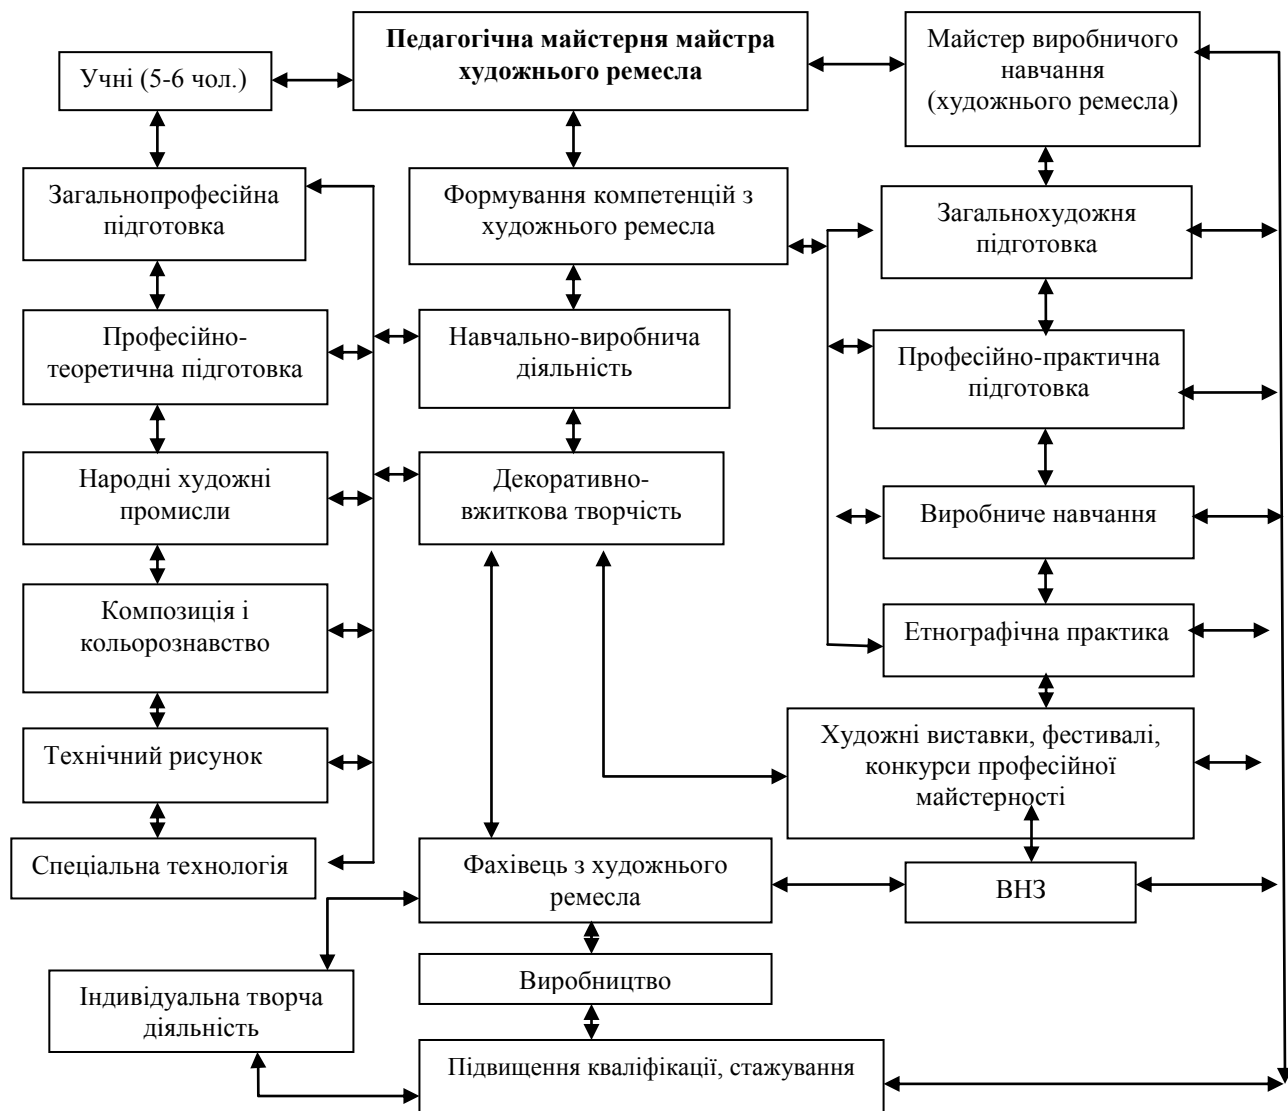 Педагогічна майстерня майстра
художнього ремесла
Учні (5-6 чол.)
Майстер виробничого
навчання
(художнього ремесла)
Загальнопрофесійна
підготовка
Формування компетенцій з
художнього ремесла
Загальнохудожня
підготовка
Професійно-
теоретична підготовка
Навчально-виробнича
діяльність
Професійно-практична
підготовка
Народні художні
промисли
Декоративно-
вжиткова творчість
Виробниче навчання
Композиція і
кольорознавство
Етнографічна практика
Технічний рисунок
Художні виставки, фестивалі,
конкурси професійної
майстерності
Спеціальна технологія
Фахівець з художнього
ремесла
ВНЗ
Виробництво
Індивідуальна творча
діяльність
Підвищення кваліфікації, стажування